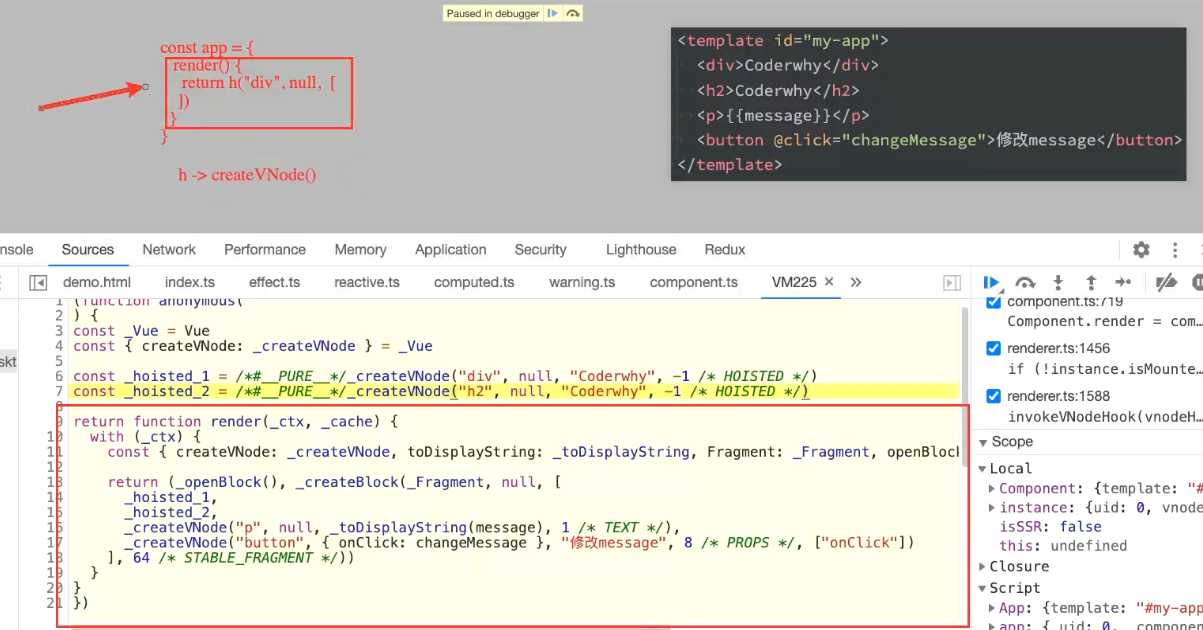 Paused in debugger
const app = {
render() {
return h("div", null, [
])
}
}
h -> createVNode()
<template id="my-app">
<div>Coderwhy</div>
<h2>Coderwhy</h2>
<p>{{message}}</p>
<button @click="changeMessage">修改message</button>
</template>
nsole Sources Network Performance Memory Application Security Lighthouse Redux
demo.html index.ts effect.ts reactive.ts computed.ts warning.ts component.ts VM225 × »
skt
1 (function anonymous(
2 ) {
3 const _Vue = Vue
4 const { createVNode: _createVNode } = _Vue
5
6 const _hoisted_1 = /*#__PURE__*/_createVNode("div", null, "Coderwhy", -1 /* HOISTED */)
7 const _hoisted_2 = /*#__PURE__*/_createVNode("h2", null, "Coderwhy", -1 /* HOISTED */)
8
9 return function render(_ctx, _cache) {
10 with (_ctx) {
11 const { createVNode: _createVNode, toDisplayString: _toDisplayString, Fragment: _Fragment, openBlock
12
13 return (_openBlock(), _createBlock(_Fragment, null, [
14 _hoisted_1,
15 _hoisted_2,
16 _createVNode("p", null, _toDisplayString(message), 1 /* TEXT */),
17 _createVNode("button", { onClick: changeMessage }, "修改message", 8 /* PROPS */, ["onClick"])
18 ], 64 /* STABLE_FRAGMENT */))
19 }
20 }
21 })
component.ts:719
Component.render = com…
renderer.ts:1456
if (!instance.isMounte…
renderer.ts:1588
invokeVNodeHook(vnodeH…
Scope
Local
Component: {template: "#
instance: {uid: 0, vnode
isSSR: false
this: undefined
Closure
Script
App: {template: "#my-app
app: {_uid: 0, _componen